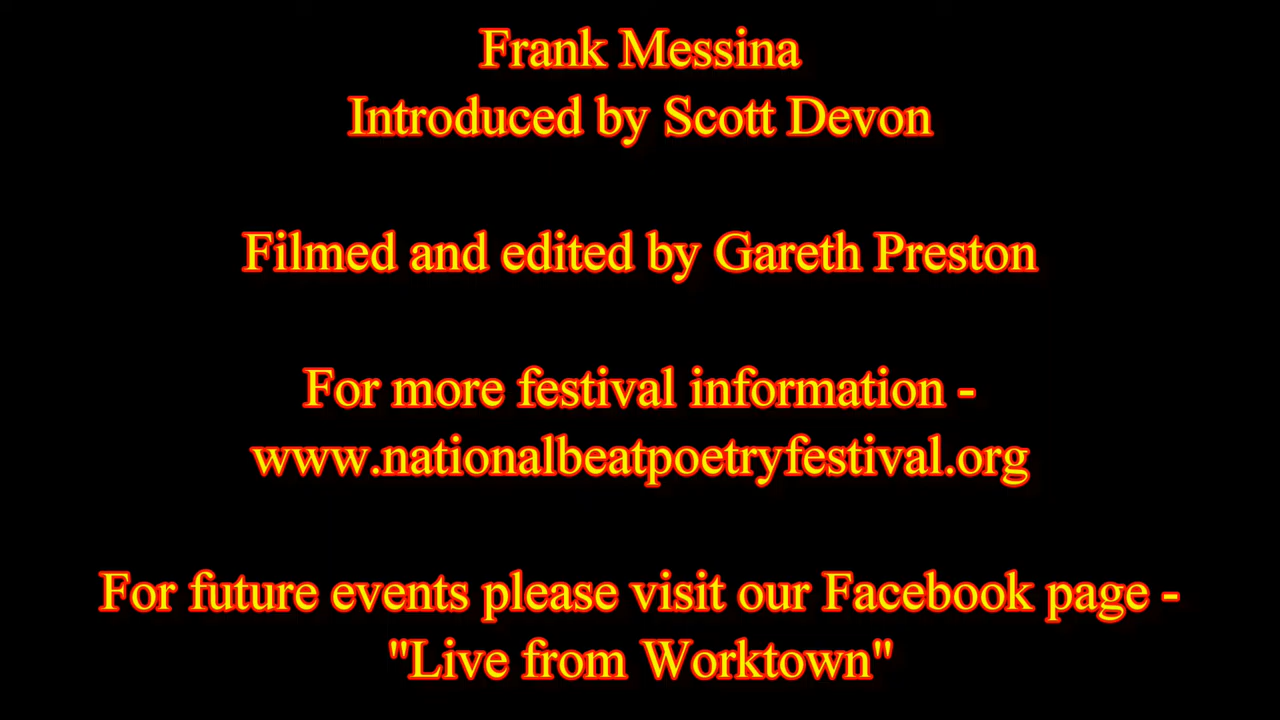 Frank Messina
Introduced by Scott Devon
Filmed and edited by Gareth Preston
For more festival information -
www.nationalbeatpoetryfestival.org
For future events please visit our Facebook page -
"Live from Worktown"